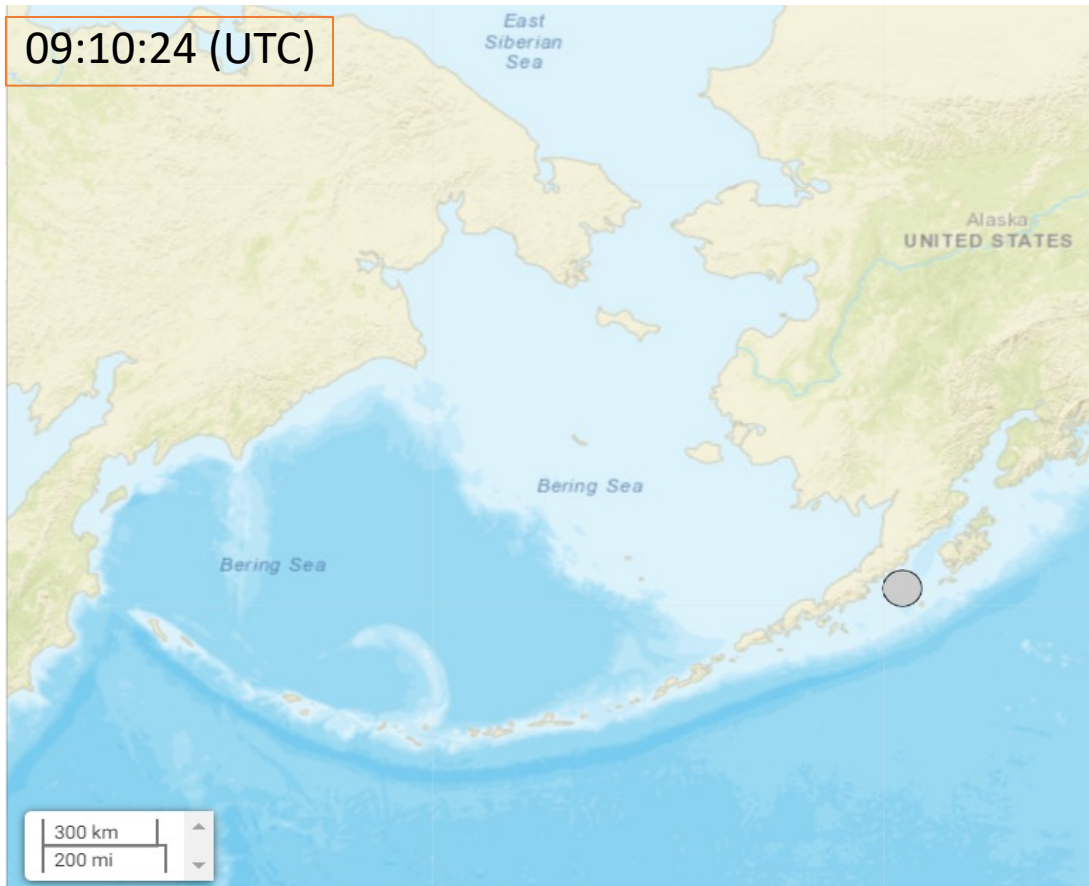 09:10:24 (UTC)
East
Siberian
Sea
Alaska
UNITED STATES
Bering Sea
Bering Sea
300 km
200 mi